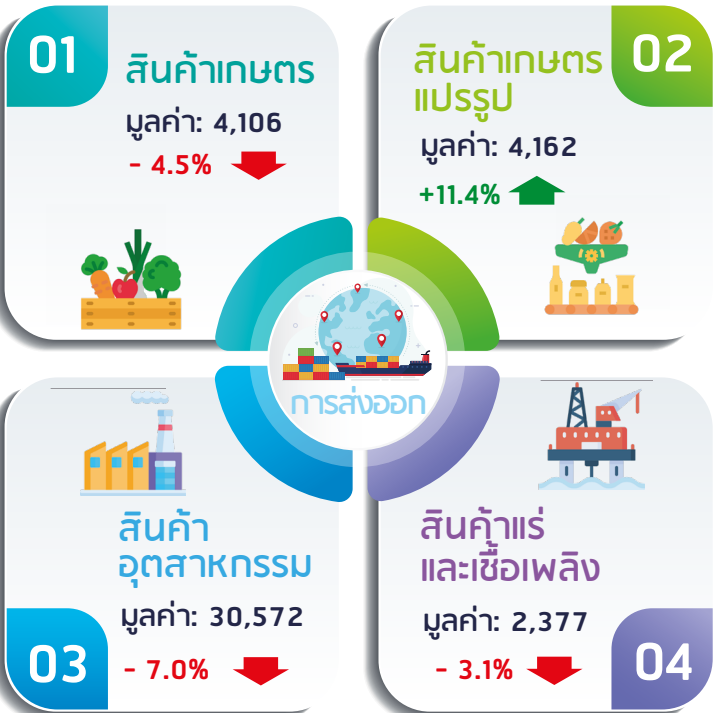 01
สินค้าเกษตร
มูลค่า: 4,106
- 4.5%
02
สินค้าเกษตร
แปรรูป
มูลค่า: 4,162
+11.4%
การส่งออก
สินค้า
อุตสาหกรรม
มูลค่า: 30,572
- 7.0%
03
สินค้าแร่
และเชื้อเพลิง
มูลค่า: 2,377
- 3.1%
04